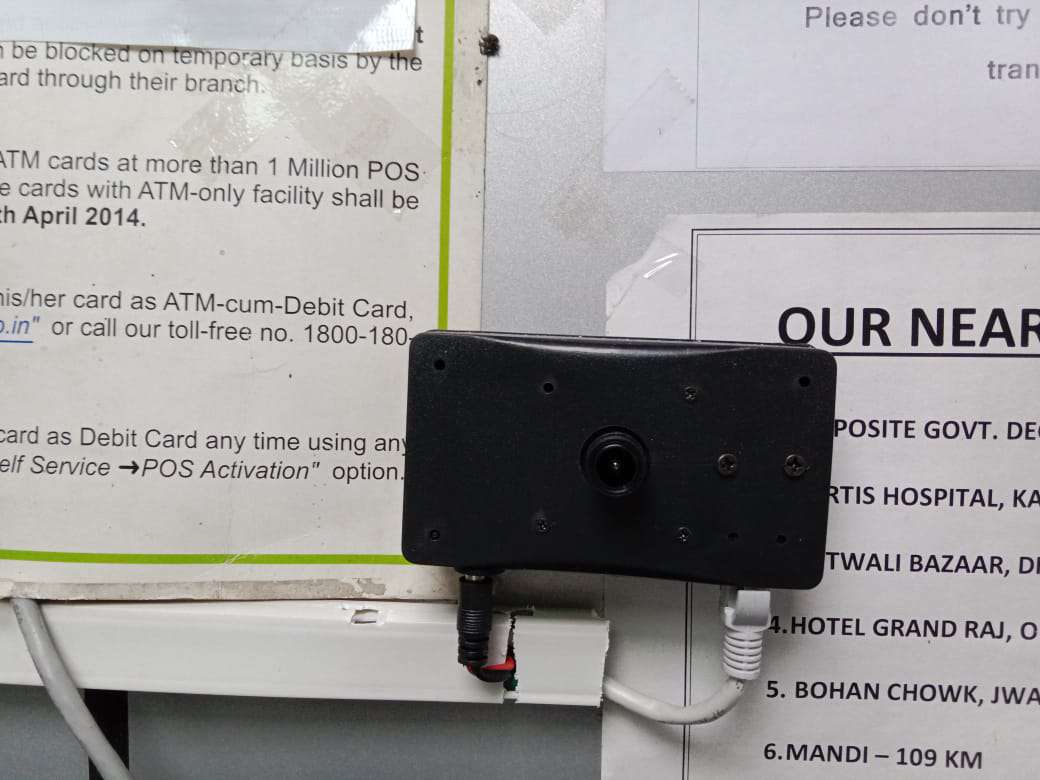 be blocked on temporary basis by the
through their branch.
ATM cards at more than 1 Million POS
cards with ATM-only facility shall be
April 2014.
his/her card as ATM-cum-Debit Card,
.in" or call our toll-free no. 1800-180-
card as Debit Card any time using any
Self Service →POS Activation" option.
Please don't try
tran
OUR NEAR
POSITE GOVT. DE
RTIS HOSPITAL, KA
TWALI BAZAAR, D
4.HOTEL GRAND RAJ, O
5. BOHAN CHOWK, JWA
6.MANDI – 109 KM